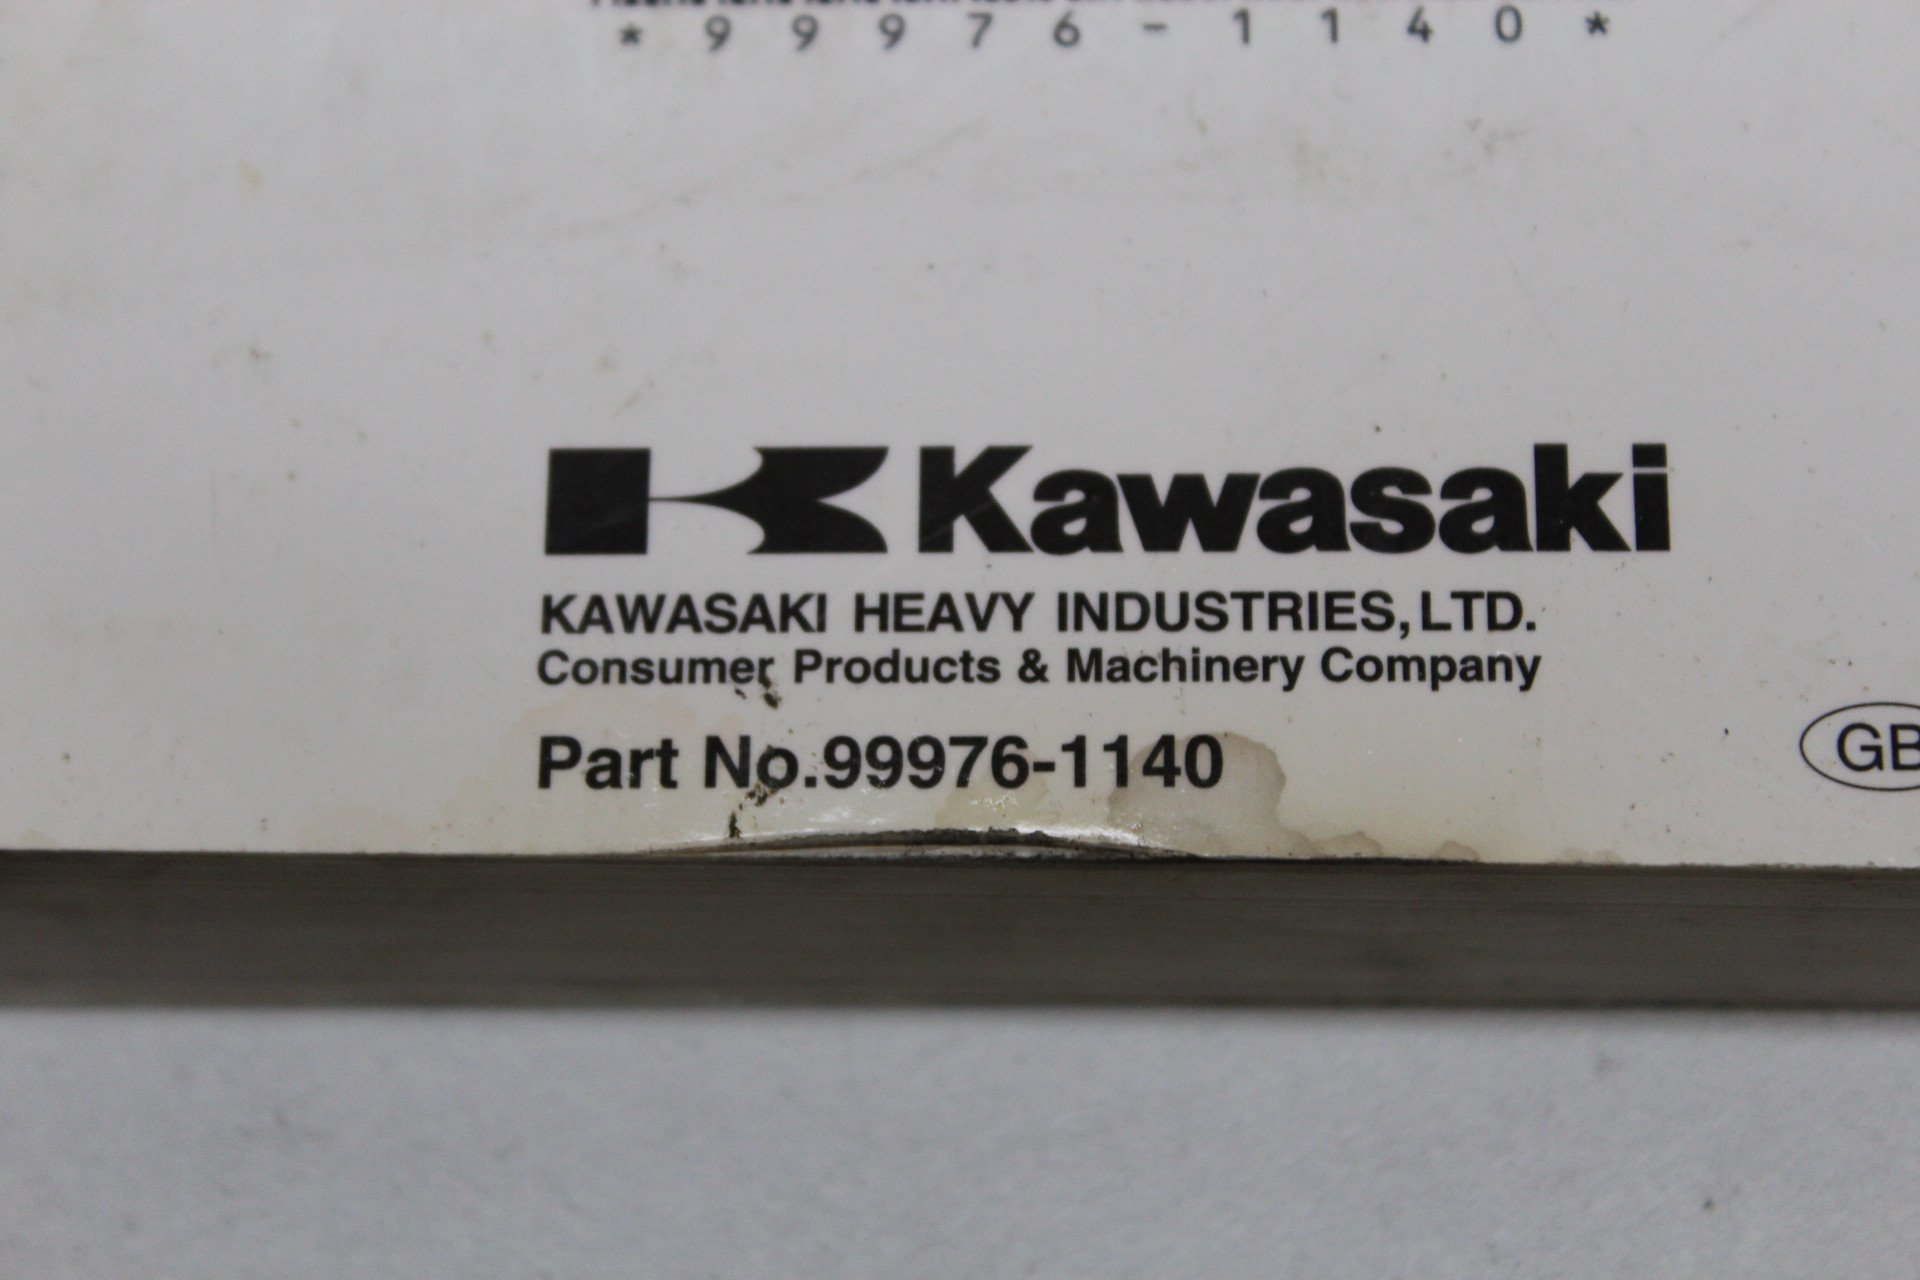 *99976-1140*
Kawasaki
KAWASAKI HEAVY INDUSTRIES,LTD.
Consumer Products & Machinery Company
Part No.99976-1140
GB